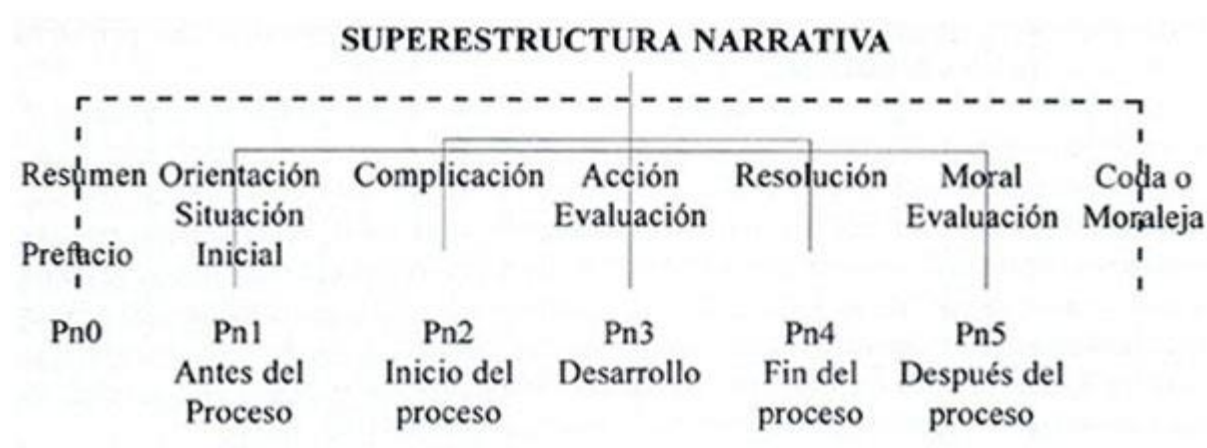 SUPERESTRUCTURA NARRATIVA
Resumen Orientación Complicación Acción Resolución Moral Coda o
Situación Evaluación Evaluación Moraleja
Prefacio Inicial
Pn0 Pn1 Pn2 Pn3 Pn4 Pn5
Antes del Inicio del Desarrollo Fin del Después del
Proceso proceso proceso proceso